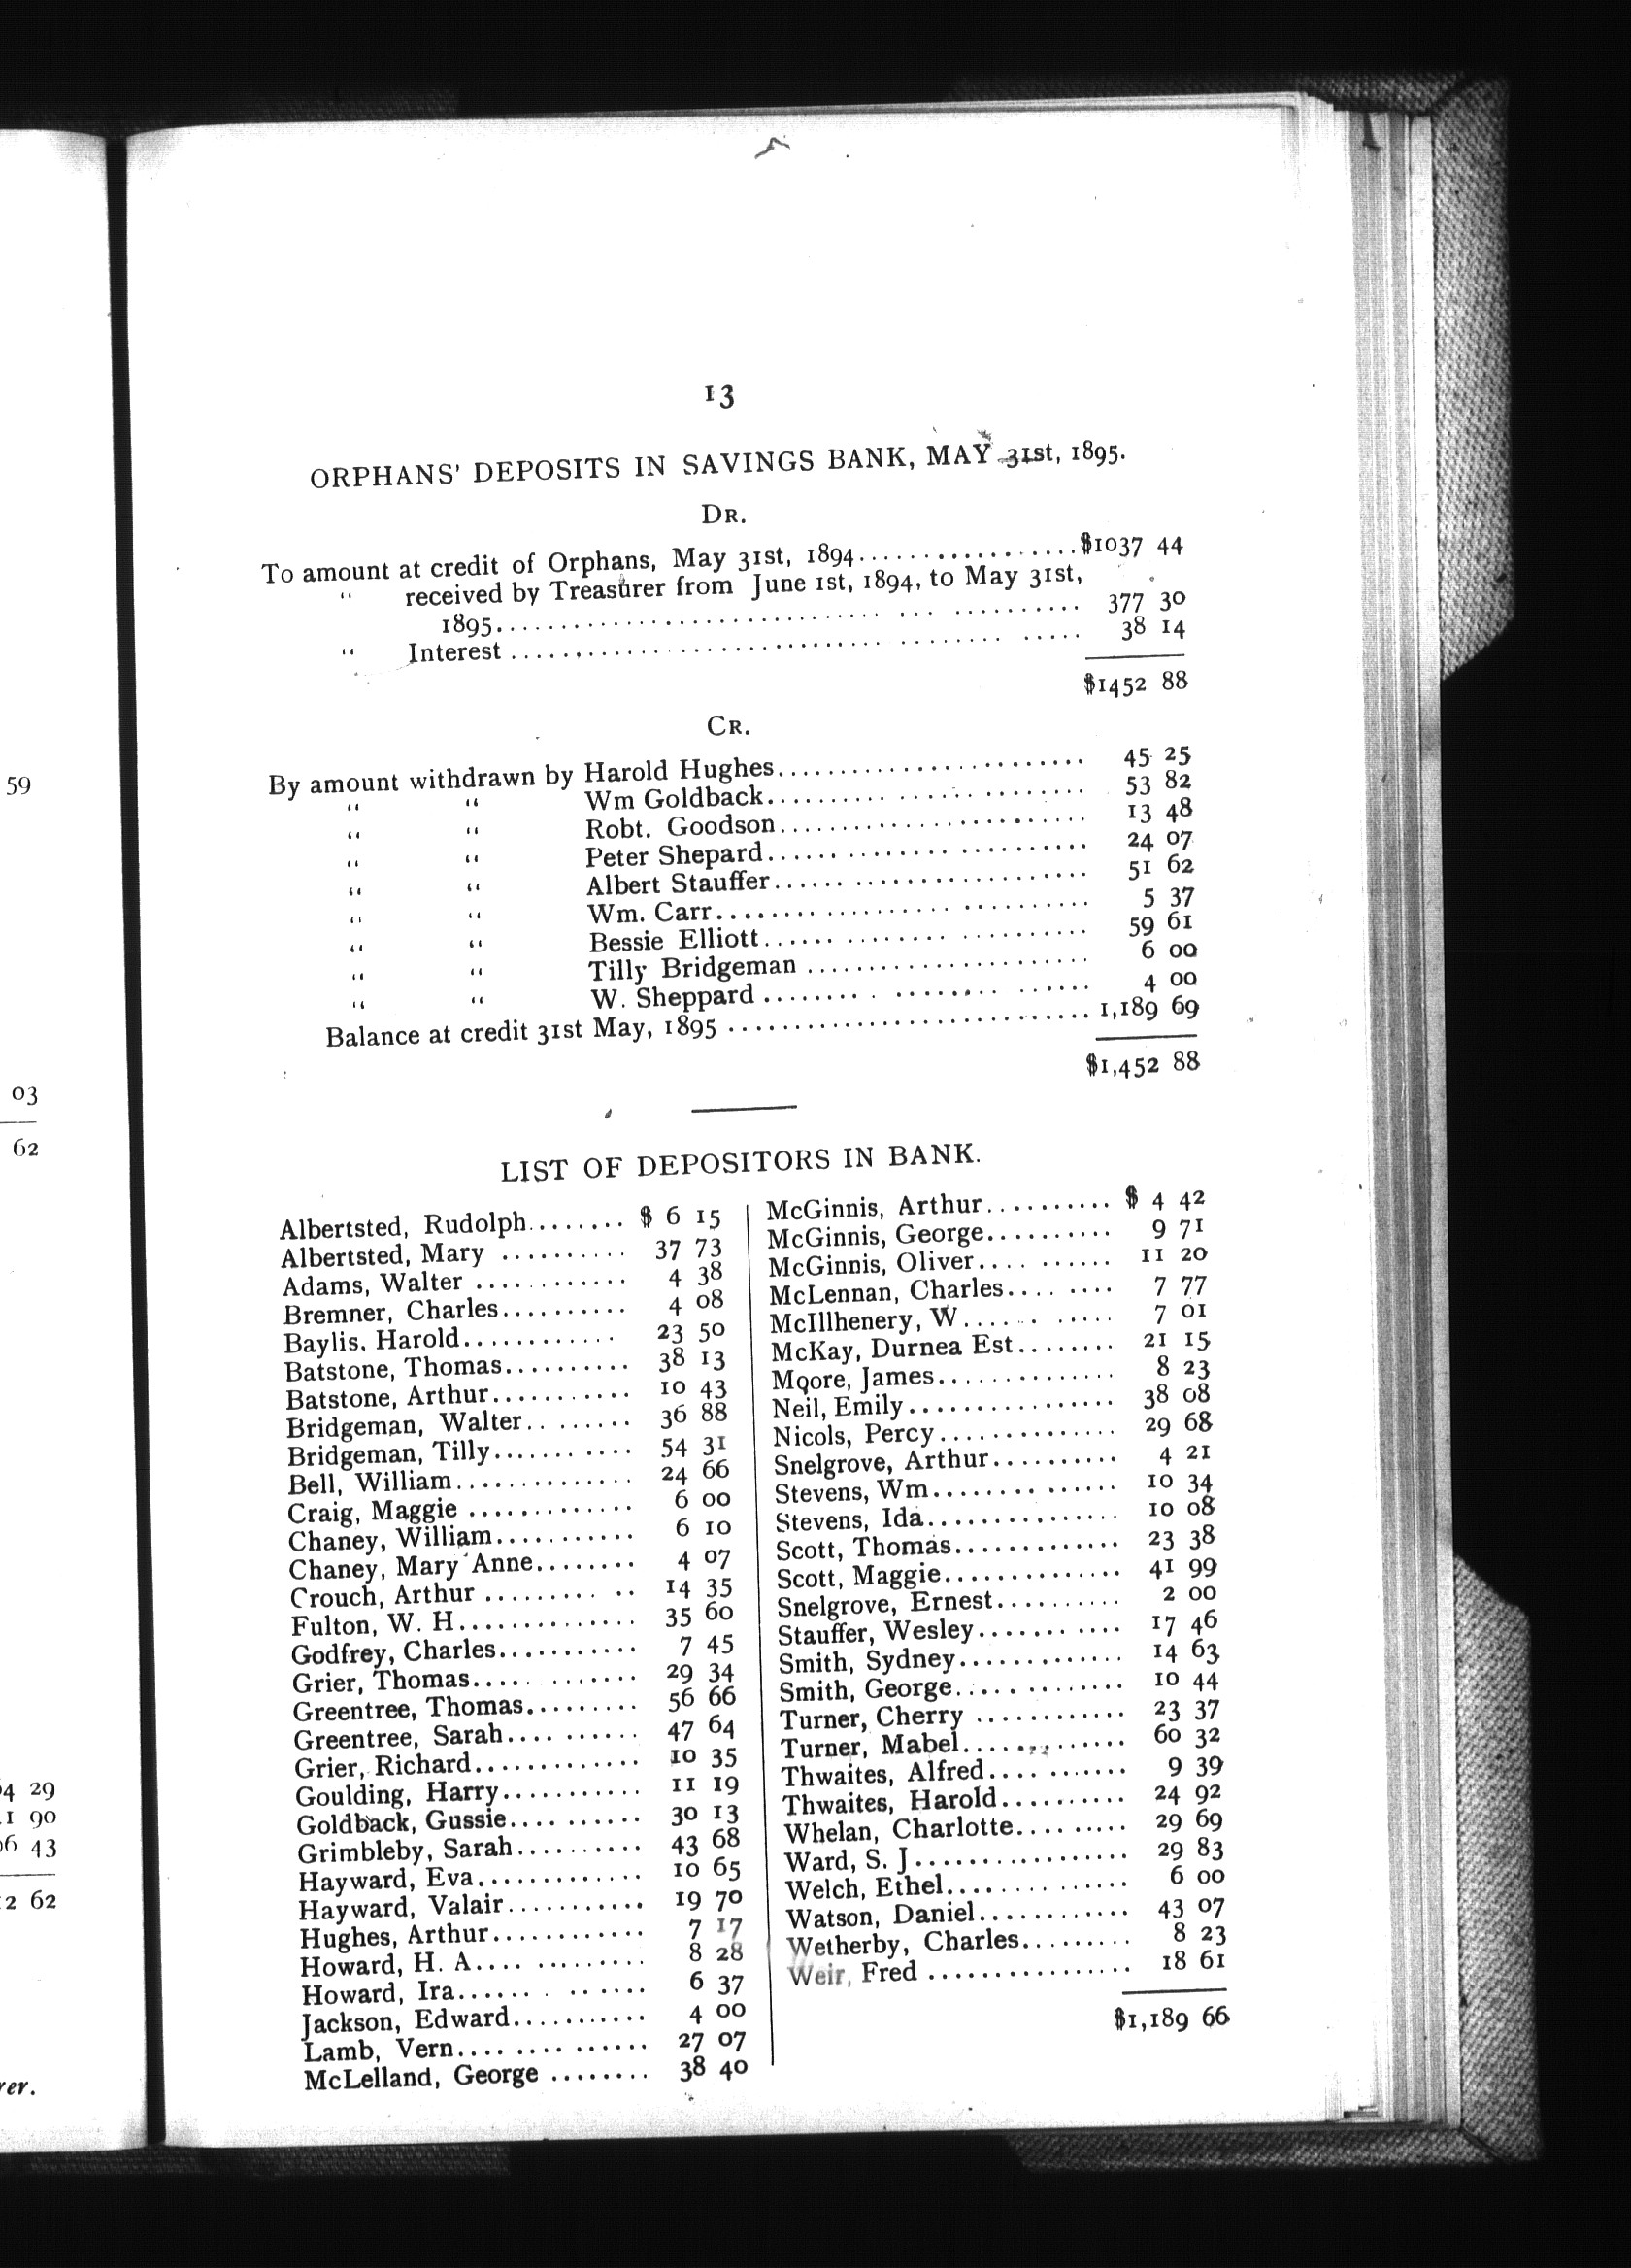 13
ORPHANS' DEPOSITS IN SAVINGS BANK, MAY 31st, 1895.
DR.
To amount at credit of Orphans, May 31st, 1894.................$1037 44
" received by Treasurer from June 1st, 1894, to May 31st,
1895........................................ 377 30
" Interest........................................ 38 14
$1452 88
CR.
By amount withdrawn by Harold Hughes........................ 45 25
" " Wm Goldback........................ 53 82
" " Robt. Goodson........................ 13 48
" " Peter Shepard........................ 24 07
" " Albert Stauffer........................ 51 62
" " Wm. Carr........................ 5 37
" " Bessie Elliott........................ 59 61
" " Tilly Bridgeman........................ 6 00
" " W. Sheppard........................ 4 00
Balance at credit 31st May, 1895........................ 1,189 69
$1,452 88
LIST OF DEPOSITORS IN BANK.
Albertsted, Rudolph........ $ 6 15
Albertsted, Mary .......... 37 73
Adams, Walter ............ 4 38
Bremner, Charles.......... 4 08
Baylis, Harold............ 23 50
Batstone, Thomas.......... 38 13
Batstone, Arthur........... 10 43
Bridgeman, Walter......... 36 88
Bridgeman, Tilly........... 54 31
Bell, William.............. 24 66
Craig, Maggie ............. 6 00
Chaney, William........... 6 10
Chaney, Mary Anne........ 4 07
Crouch, Arthur ........... 14 35
Fulton, W. H.............. 35 60
Godfrey, Charles........... 7 45
Grier, Thomas............. 29 34
Greentree, Thomas......... 56 66
Greentree, Sarah.......... 47 64
Grier, Richard............. 10 35
Goulding, Harry........... 11 19
Goldback, Gussie.......... 30 13
Grimbleby, Sarah.......... 43 68
Hayward, Eva............. 10 65
Hayward, Valair........... 19 70
Hughes, Arthur............ 7 17
Howard, H. A............. 8 28
Howard, Ira.............. 6 37
Jackson, Edward........... 4 00
Lamb, Vern............... 27 07
McLelland, George ........ 38 40
McGinnis, Arthur.......... $ 4 42
McGinnis, George.......... 9 71
McGinnis, Oliver.......... 11 20
McLennan, Charles........ 7 77
McIllhenery, W........... 7 01
McKay, Durnea Est........ 21 15
Moore, James.............. 8 23
Neil, Emily................ 38 08
Nicols, Percy.............. 29 68
Snelgrove, Arthur.......... 4 21
Stevens, Wm.............. 10 34
Stevens, Ida............... 10 08
Scott, Thomas............. 23 38
Scott, Maggie.............. 41 99
Snelgrove, Ernest.......... 2 00
Stauffer, Wesley........... 17 46
Smith, Sydney............. 14 63
Smith, George............. 10 44
Turner, Cherry ............ 23 37
Turner, Mabel............. 60 32
Thwaites, Alfred........... 9 39
Thwaites, Harold.......... 24 92
Whelan, Charlotte......... 29 69
Ward, S. J................ 29 83
Welch, Ethel.............. 6 00
Watson, Daniel............ 43 07
Wetherby, Charles......... 8 23
Weir, Fred ................ 18 61
$1,189 66
59
03
62
4 29
1 90
6 43
2 62
rer.